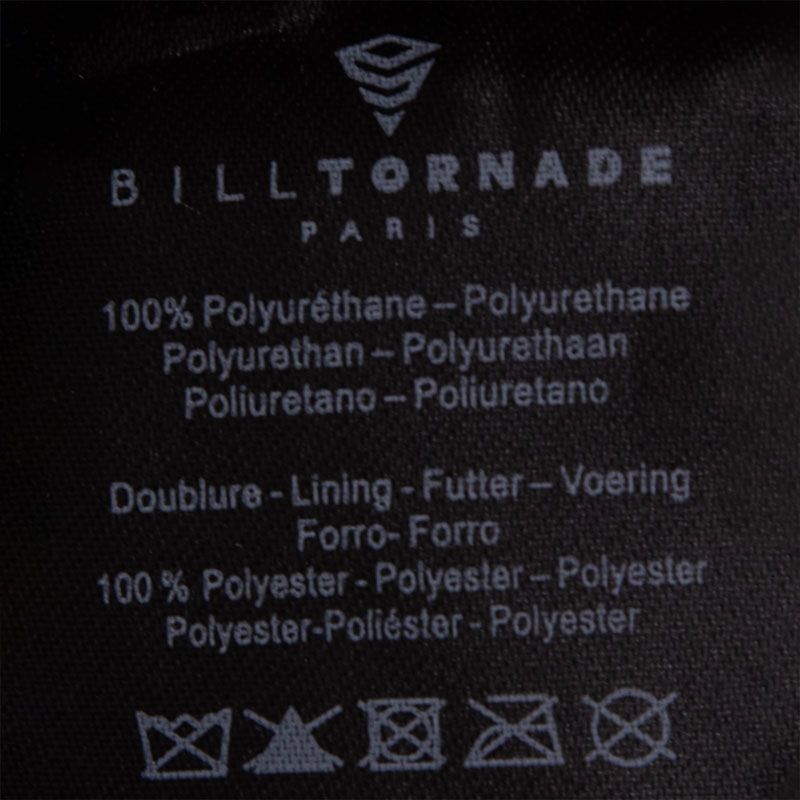 BILLTORNADE
PARIS
100% Polyuréthane – Polyurethane
Polyurethan – Polyurethaan
Poliuretano – Poliuretano
Doublure - Lining - Futter – Voering
Forro- Forro
100 % Polyester - Polyester – Polyester
Polyester-Poliéster - Polyester